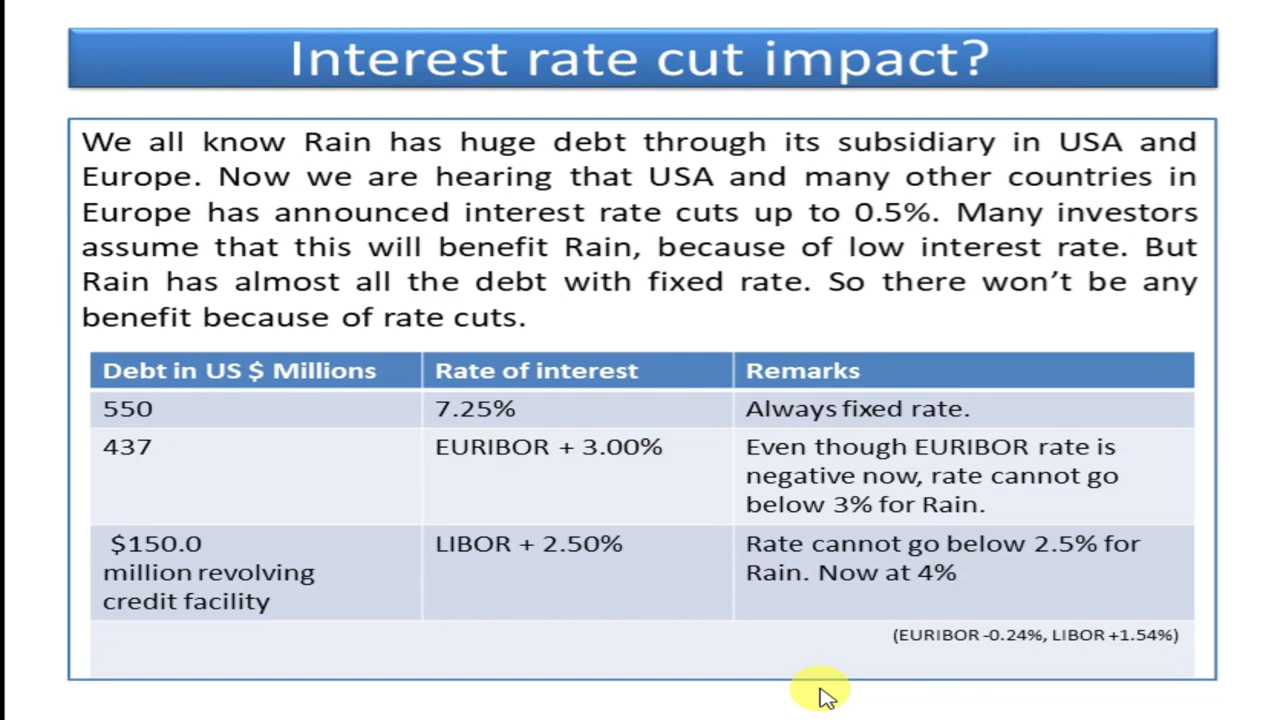 Interest rate cut impact?
We all know Rain has huge debt through its subsidiary in USA and
Europe. Now we are hearing that USA and many other countries in
Europe has announced interest rate cuts up to 0.5%. Many investors
assume that this will benefit Rain, because of low interest rate. But
Rain has almost all the debt with fixed rate. So there won't be any
benefit because of rate cuts.
Debt in US $ Millions
Rate of interest
Remarks
550
7.25%
Always fixed rate.
437
EURIBOR + 3.00%
Even though EURIBOR rate is
negative now, rate cannot go
below 3% for Rain.
$150.0
million revolving
credit facility
LIBOR + 2.50%
Rate cannot go below 2.5% for
Rain. Now at 4%
(EURIBOR -0.24%, LIBOR +1.54%)